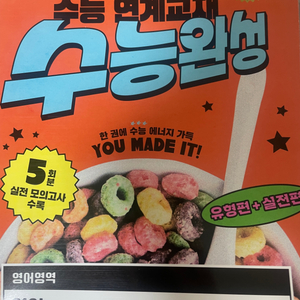 수능 연계교재
수능완성
한 권에 수능 에너지 가득
YOU MADE IT!
5
회분
실전 모의고사
수록
유형편+실전편
영어영역